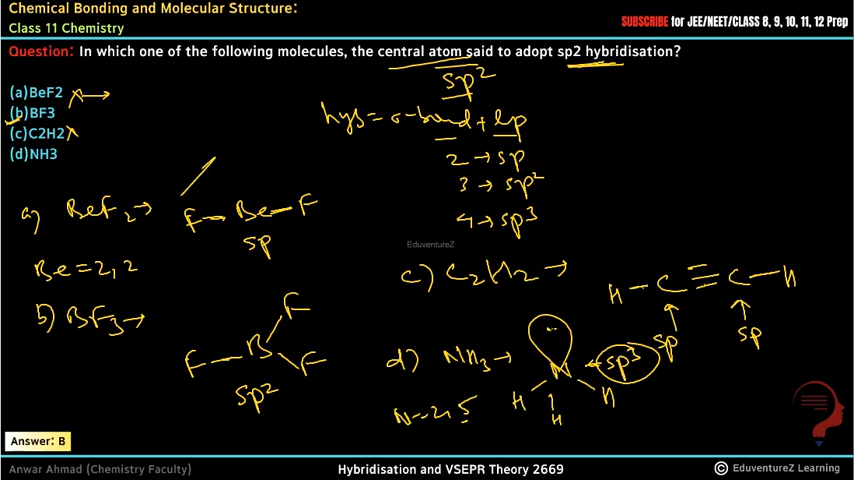 Chemical Bonding and Molecular Structure:
Class 11 Chemistry
SUBSCRIBE for JEE/NEET/CLASS 8, 9, 10, 11, 12 Prep
Question: In which one of the following molecules, the central atom said to adopt sp2 hybridisation?
sp²
(a)BeF2
(b)BF3
(c)C2H2
(d)NH3
hyb = σ-bond + lp
2 → sp
3 → sp²
4 → sp³
a) BeF2 → F-Be-F
sp
Be = 2, 2
b) BF3 →
F
F B F
sp²
EduventureZ
c) C2H2 → H-C≡C-H
sp sp
d) NH3 → N ← sp³
H H H
N = 2, 5
Answer: B
Anwar Ahmad (Chemistry Faculty)
Hybridisation and VSEPR Theory 2669
© EduventureZ Learning